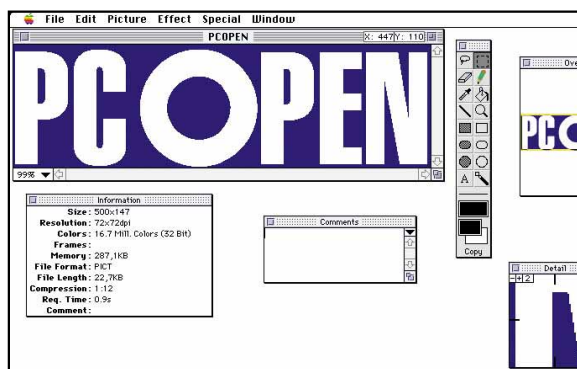 File Edit Picture Effect Special Window
PCOPEN
X: 447 Y: 110
PCOPEN
99%
Information
Size: 500x147
Resolution: 72x72dpi
Colors: 16.7 Mill. Colors (32 Bit)
Frames:
Memory: 287,1KB
File Format: PICT
File Length: 22,7KB
Compression: 1:12
Req. Time: 0.9s
Comment:
Comments
A
Copy
Ove
PCO
Detail
-+2